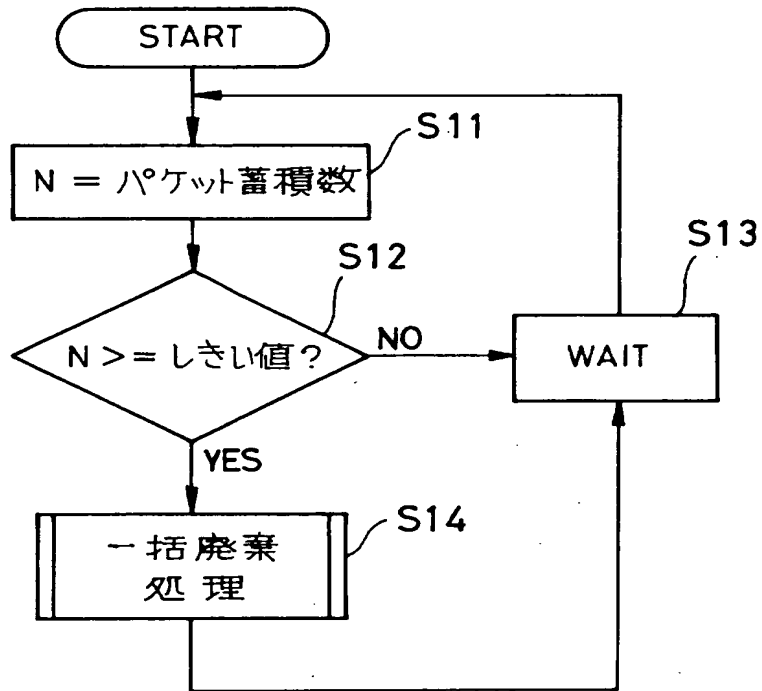 START
S11
N = パケット蓄積数
S12
S13
N >= しきい値?
NO
WAIT
YES
S14
一括廃棄
処理